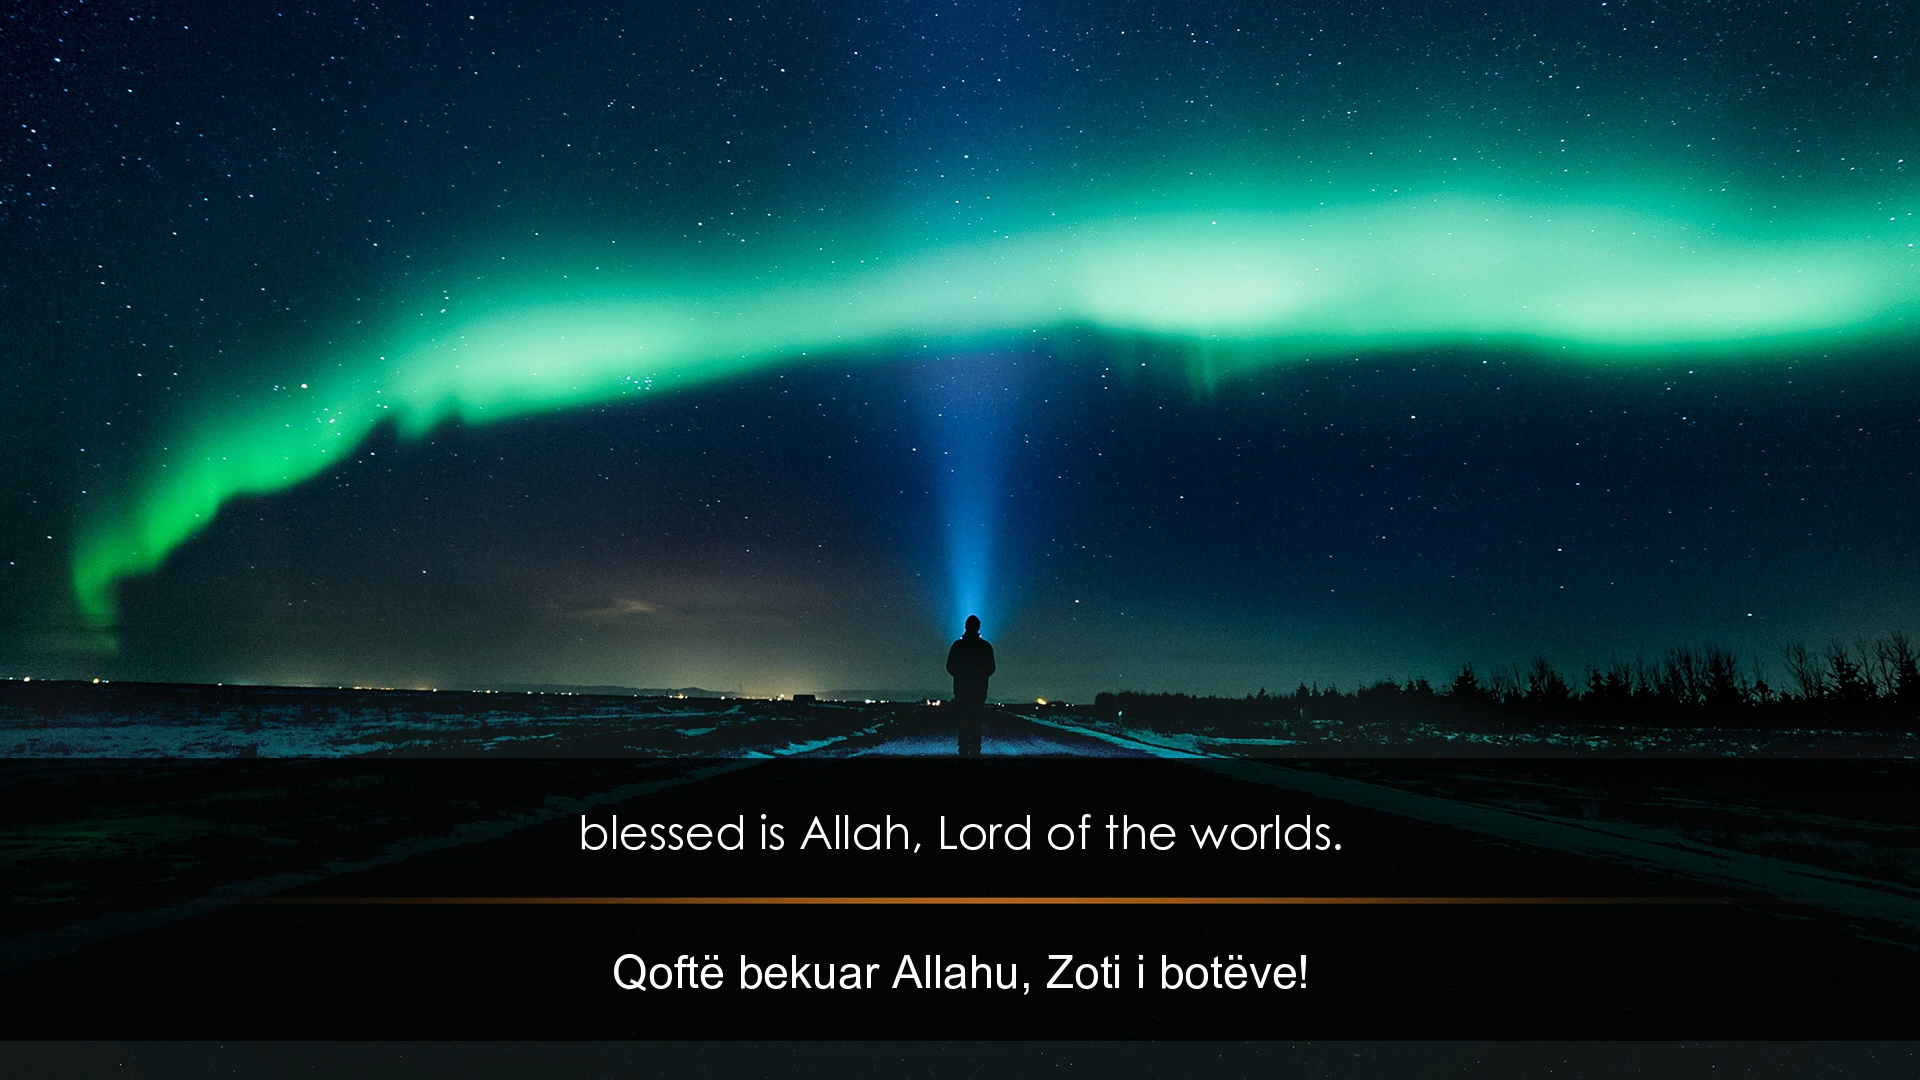 blessed is Allah, Lord of the worlds.
Qoftë bekuar Allahu, Zoti i botëve!